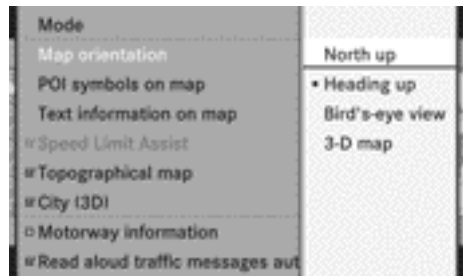 Mode
Map orientation
POI symbols on map
Text information on map
Speed Limit Assist
Topographical map
City (3D)
Motorway information
Read aloud traffic messages aut
North up
Heading up
Bird's-eye view
3-D map